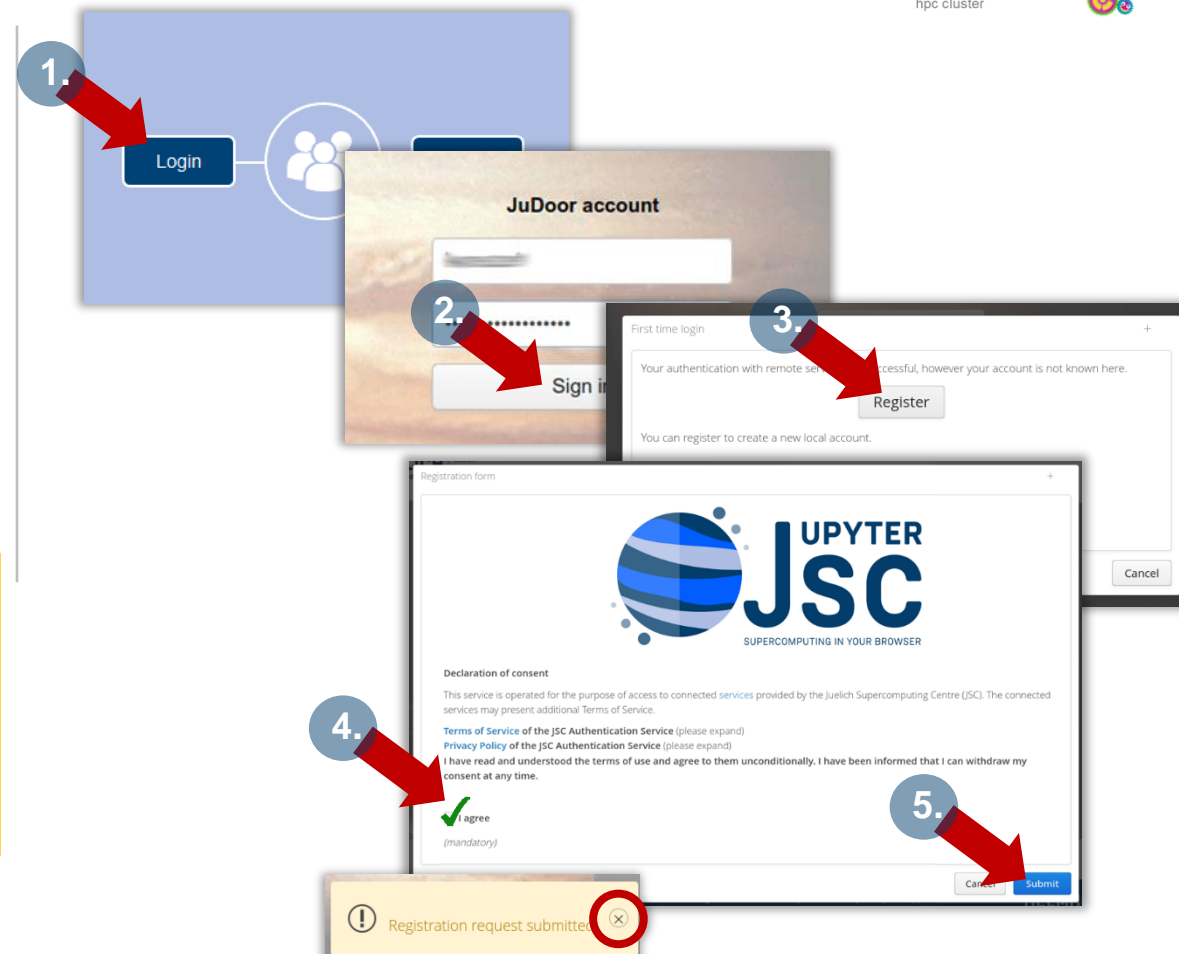 hpc cluster
1.
Login
JuDoor account
2.
Sign in
3.
First time login
Your authentication with remote successful, however your account is not known here.
Register
You can register to create a new local account.
Cancel
Registration form
JUPYTER
JSC
SUPERCOMPUTING IN YOUR BROWSER
Declaration of consent
This service is operated for the purpose of access to connected services provided by the Juelich Supercomputing Centre (JSC). The connected
services may present additional Terms of Service.
4.
Terms of Service of the JSC Authentication Service (please expand)
Privacy Policy of the JSC Authentication Service (please expand)
I have read and understood the terms of use and agree to them unconditionally. I have been informed that I can withdraw my
consent at any time.
5.
I agree
(mandatory)
Cancel
Submit
Registration request submitted